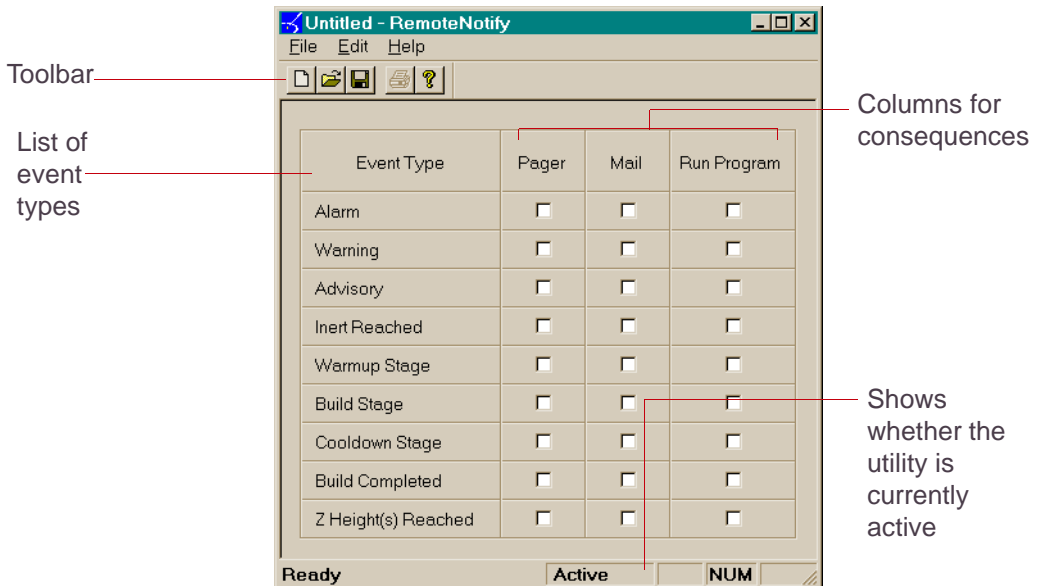 Untitled - RemoteNotify
File Edit Help
Toolbar
Columns for
consequences
List of
event
types
Event Type Pager Mail Run Program
Alarm
Warning
Advisory
Inert Reached
Warmup Stage
Build Stage
Cooldown Stage
Build Completed
Z Height(s) Reached
Shows
whether the
utility is
currently
active
Ready Active NUM